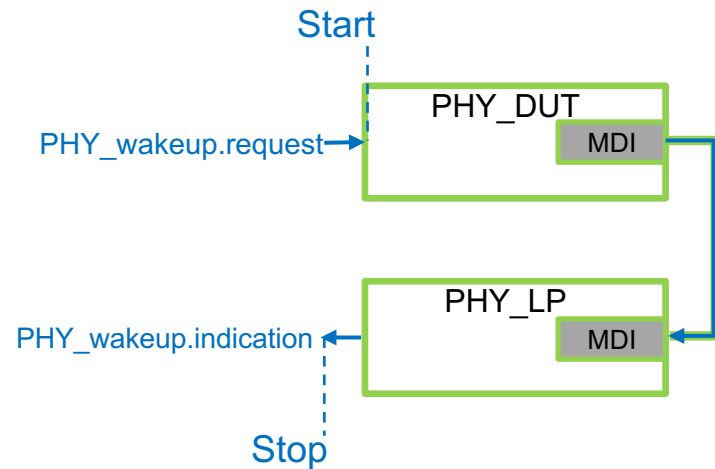 Start
PHY_DUT
PHY_wakeup.request
MDI
PHY_LP
PHY_wakeup.indication
MDI
Stop